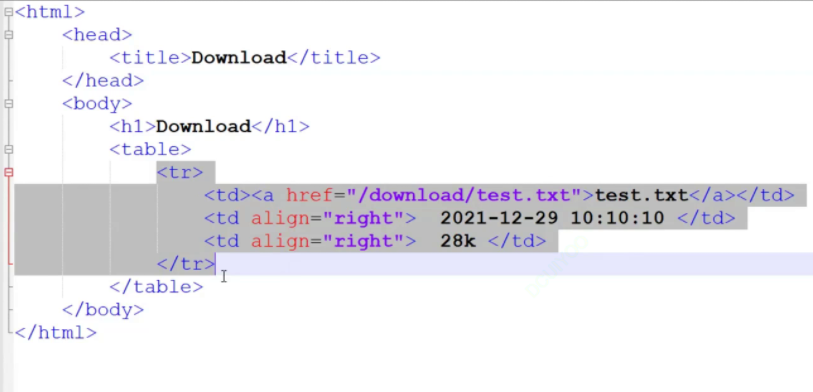 <html>
<head>
<title>Download</title>
</head>
<body>
<h1>Download</h1>
<table>
<tr>
<td><a href="/download/test.txt">test.txt</a></td>
<td align="right">  2021-12-29 10:10:10 </td>
<td align="right">  28k </td>
</tr>
</table>
</body>
</html>